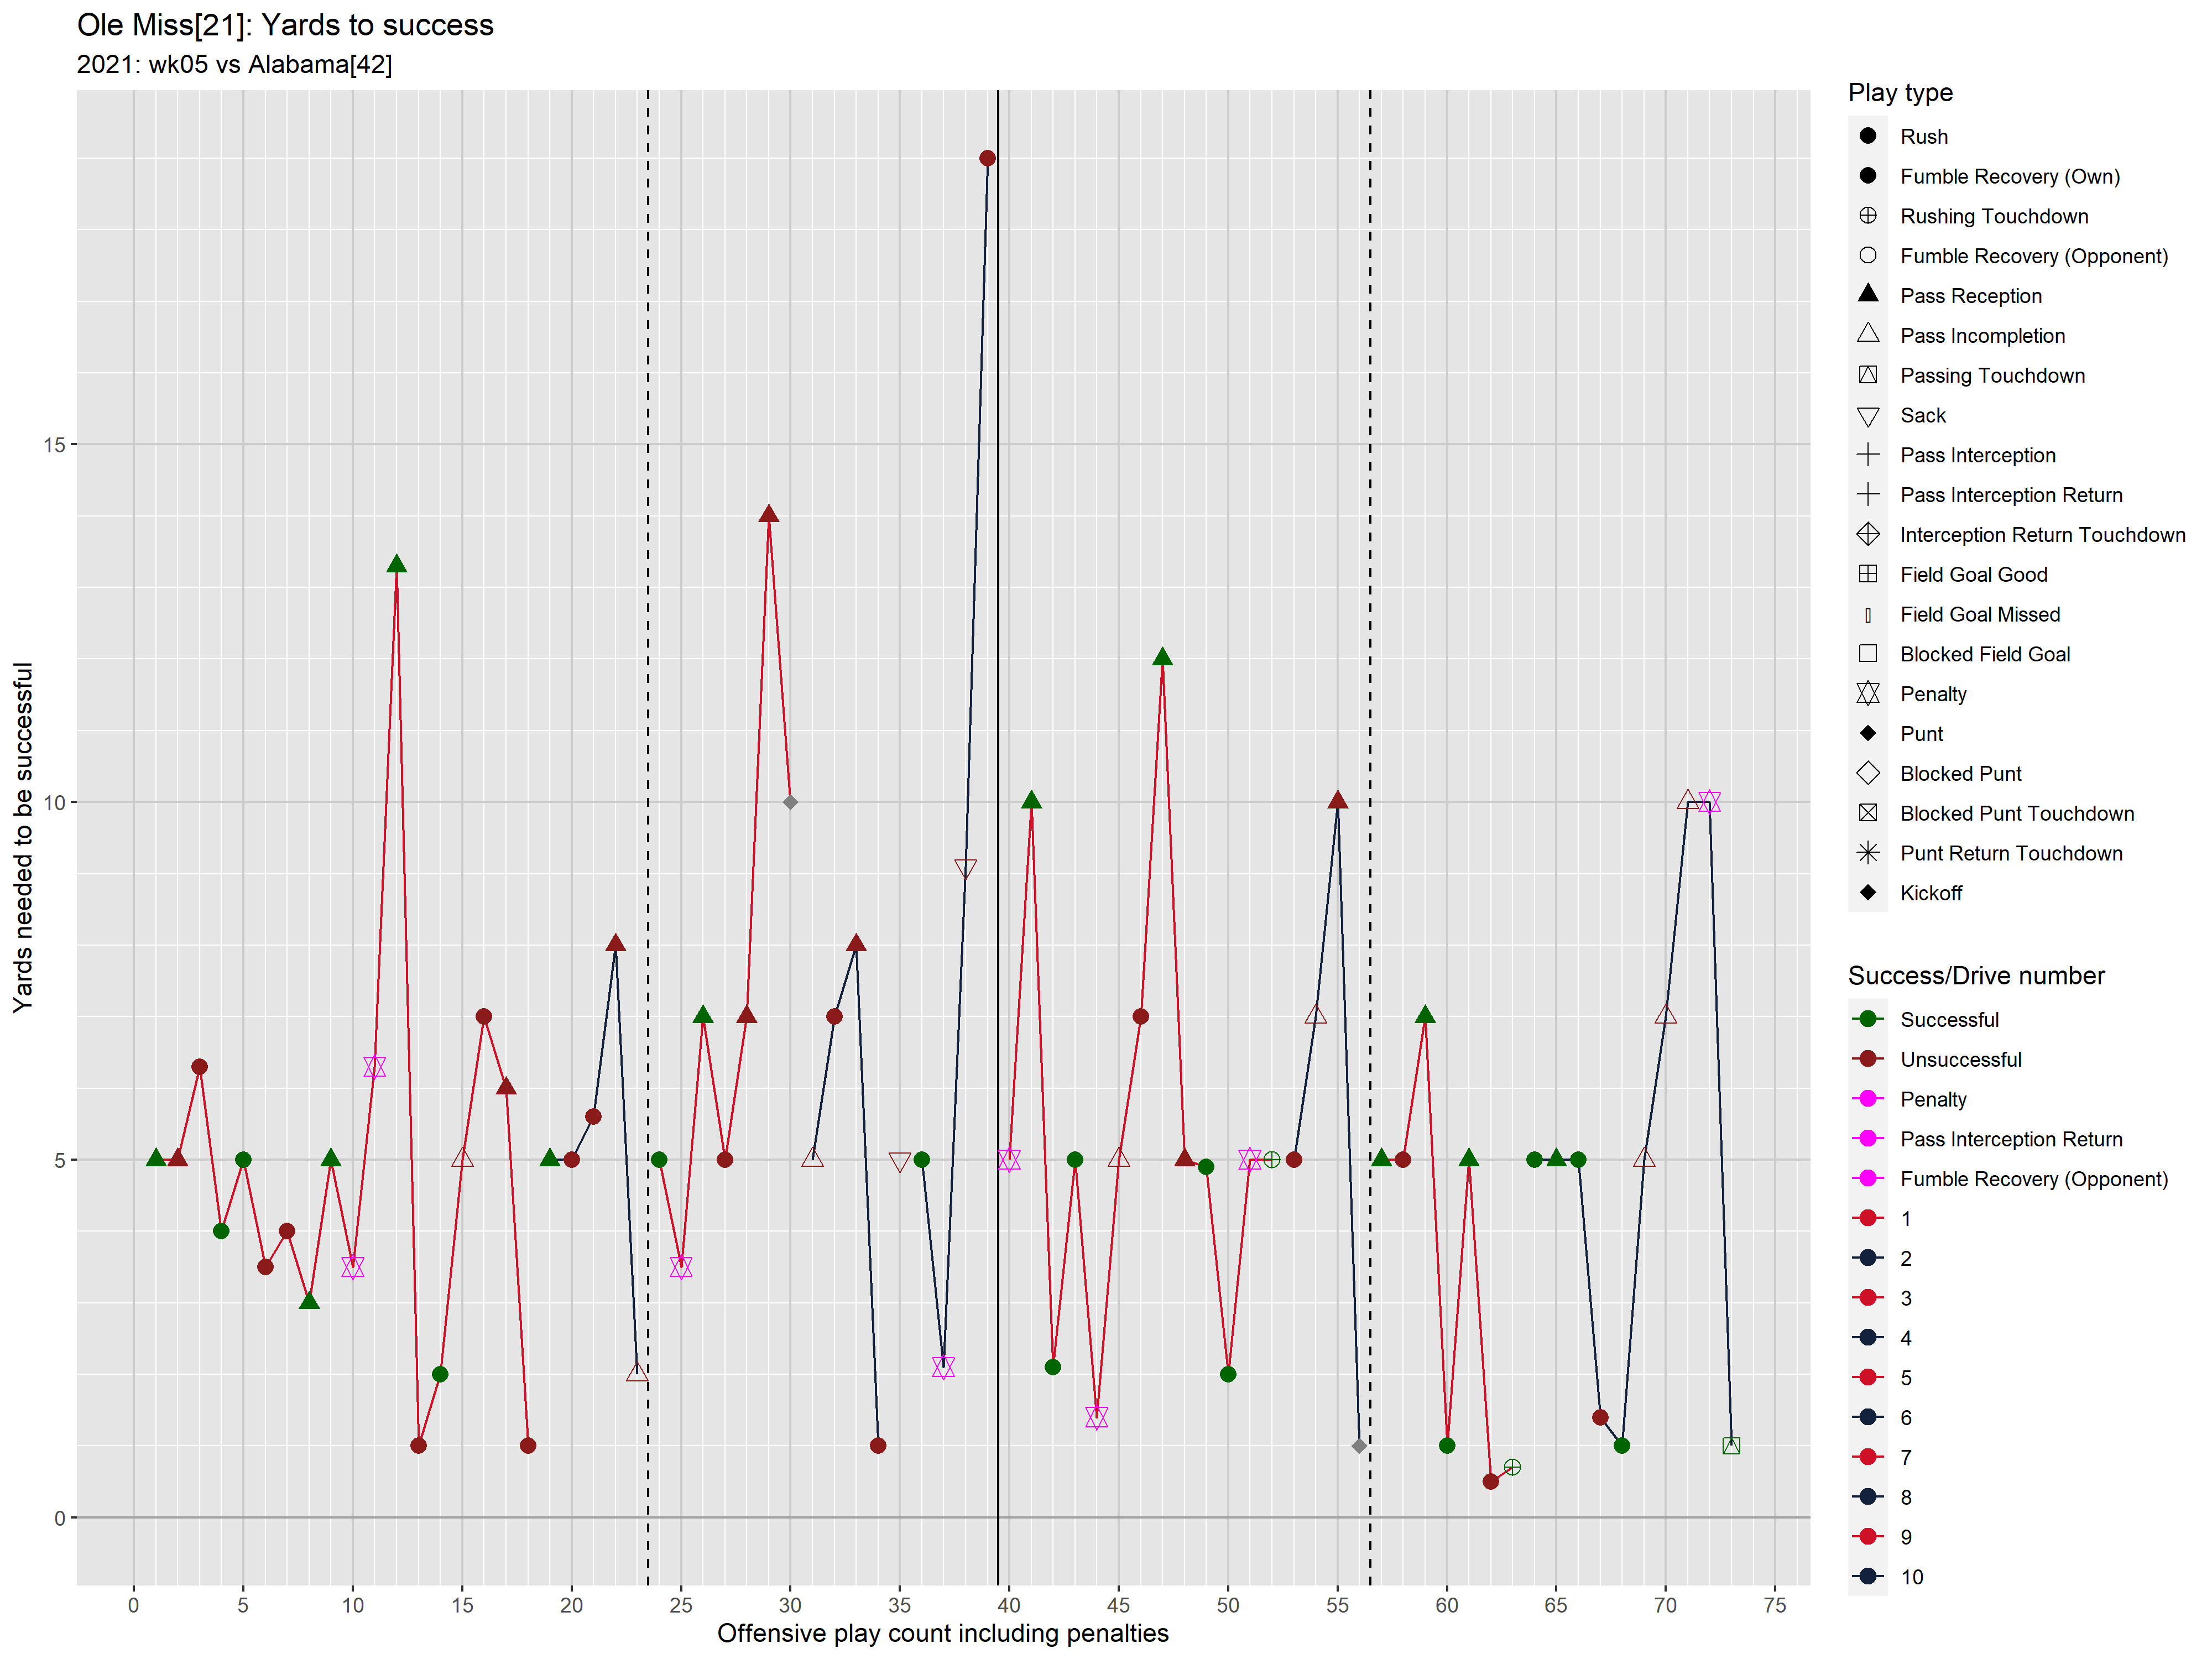 Ole Miss[21]: Yards to success
2021: wk05 vs Alabama[42]
Yards needed to be successful
15
10
5
0
0 5 10 15 20 25 30 35 40 45 50 55 60 65 70 75
Offensive play count including penalties
Play type
Rush
Fumble Recovery (Own)
Rushing Touchdown
Fumble Recovery (Opponent)
Pass Reception
Pass Incompletion
Passing Touchdown
Sack
Pass Interception
Pass Interception Return
Interception Return Touchdown
Field Goal Good
Field Goal Missed
Blocked Field Goal
Penalty
Punt
Blocked Punt
Blocked Punt Touchdown
Punt Return Touchdown
Kickoff
Success/Drive number
Successful
Unsuccessful
Penalty
Pass Interception Return
Fumble Recovery (Opponent)
1
2
3
4
5
6
7
8
9
10